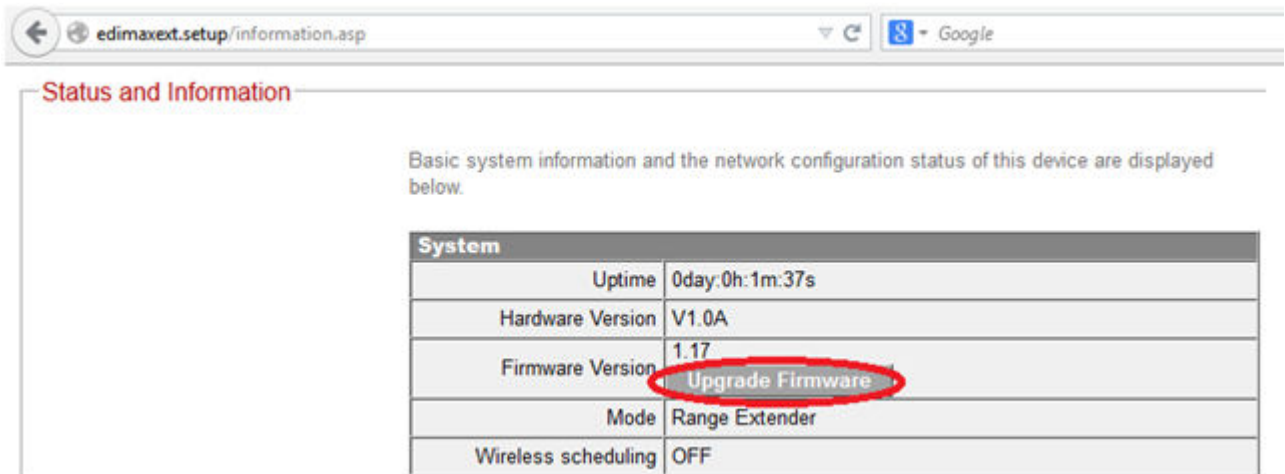 edimaxext.setup/information.asp
Google
Status and Information
Basic system information and the network configuration status of this device are displayed
below.
System
Uptime 0day:0h:1m:37s
Hardware Version V1.0A
Firmware Version 1.17
Upgrade Firmware
Mode Range Extender
Wireless scheduling OFF